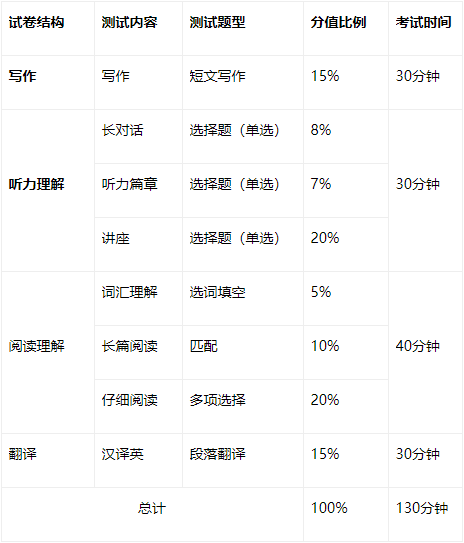 试卷结构 测试内容 测试题型 分值比例 考试时间
写作 写作 短文写作 15% 30分钟
长对话 选择题（单选） 8%
听力理解 听力篇章 选择题（单选） 7% 30分钟
讲座 选择题（单选） 20%
词汇理解 选词填空 5%
阅读理解 长篇阅读 匹配 10% 40分钟
仔细阅读 多项选择 20%
翻译 汉译英 段落翻译 15% 30分钟
总计 100% 130分钟